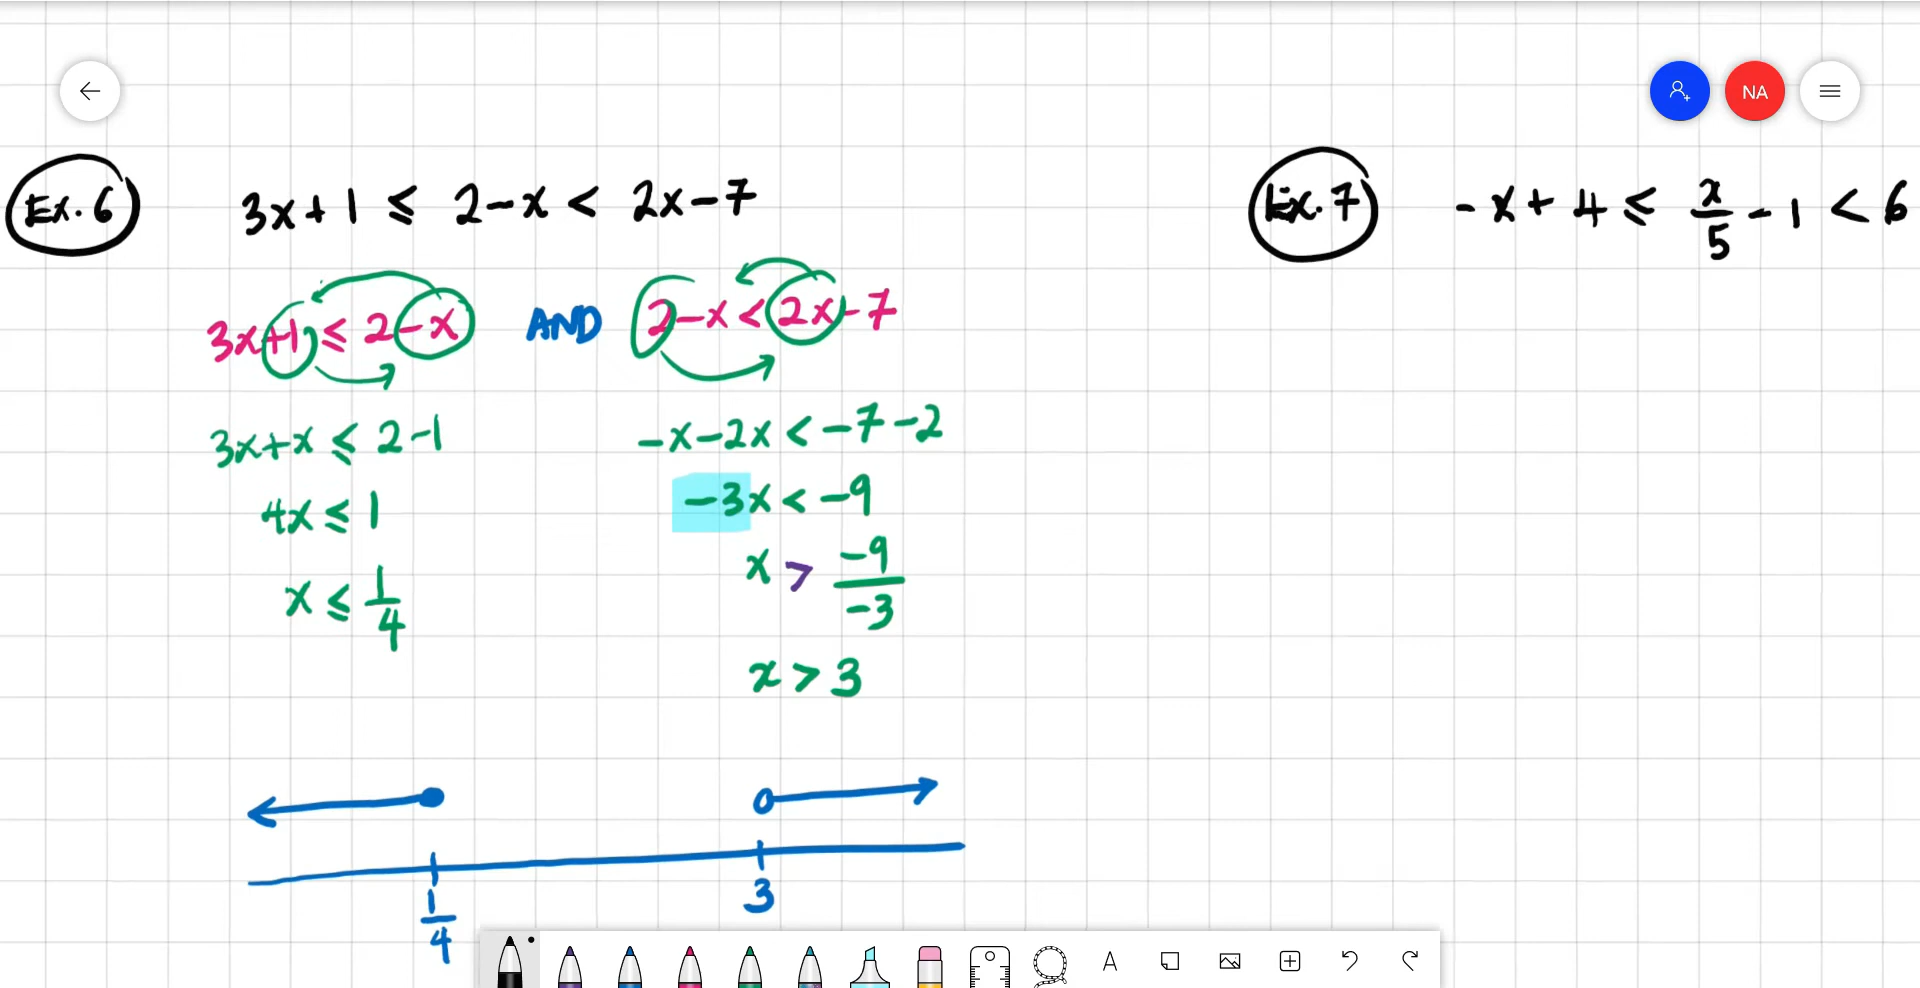 NA
Ex. 6
3x+1 ≤ 2-x < 2x-7
3x+1 ≤ 2-x AND 2-x < 2x-7
3x+x ≤ 2-1
4x ≤ 1
x ≤ 1/4
-x-2x < -7-2
-3x < -9
x > -9/-3
x > 3
1/4
3
Ex. 7
-x+4 ≤ x/5 -1 < 6
A